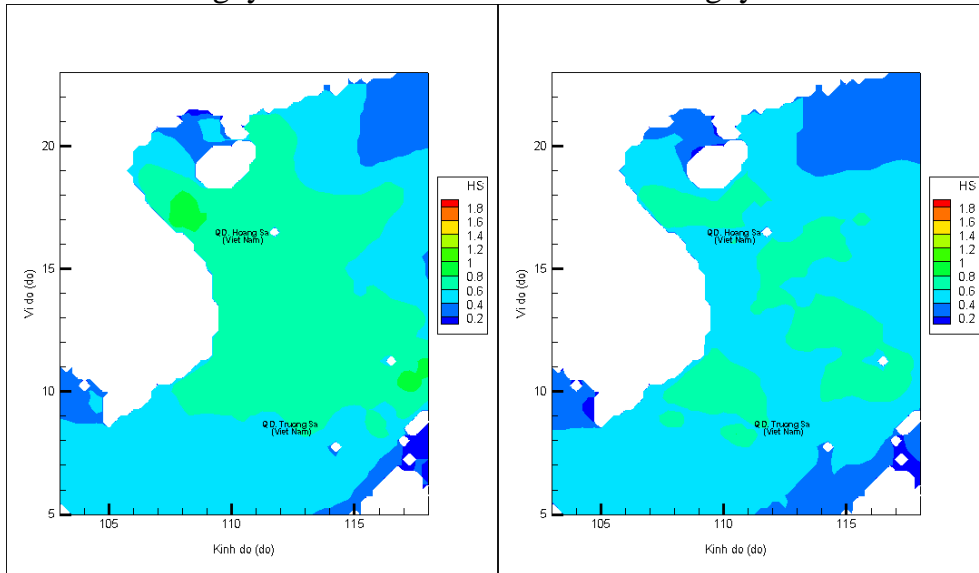 HS
1.8
1.6
1.4
1.2
1
0.8
0.6
0.4
0.2
QD. Hoang Sa
(Viet Nam)
QD. Truong Sa
(Viet Nam)
Vi do (do)
20
15
10
5
105
110
115
Kinh do (do)
HS
1.8
1.6
1.4
1.2
1
0.8
0.6
0.4
0.2
QD. Hoang Sa
(Viet Nam)
QD. Truong Sa
(Viet Nam)
Vi do (do)
20
15
10
5
105
110
115
Kinh do (do)